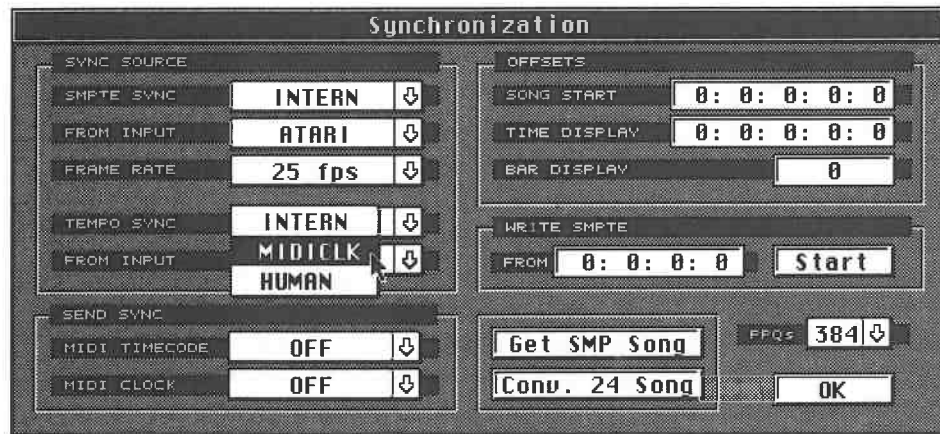 Synchronization
SYNC SOURCE
SMPTE SYNC INTERN
FROM INPUT ATARI
FRAME RATE 25 fps
TEMPO SYNC INTERN
MIDICLK
FROM INPUT
HUMAN
SEND SYNC
MIDI TIMECODE OFF
MIDI CLOCK OFF
OFFSETS
SONG START 0: 0: 0: 0: 0
TIME DISPLAY 0: 0: 0: 0: 0
BAR DISPLAY 0
WRITE SMPTE
FROM 0: 0: 0: 0 Start
Get SMP Song
Conv. 24 Song
PPQs 384
OK